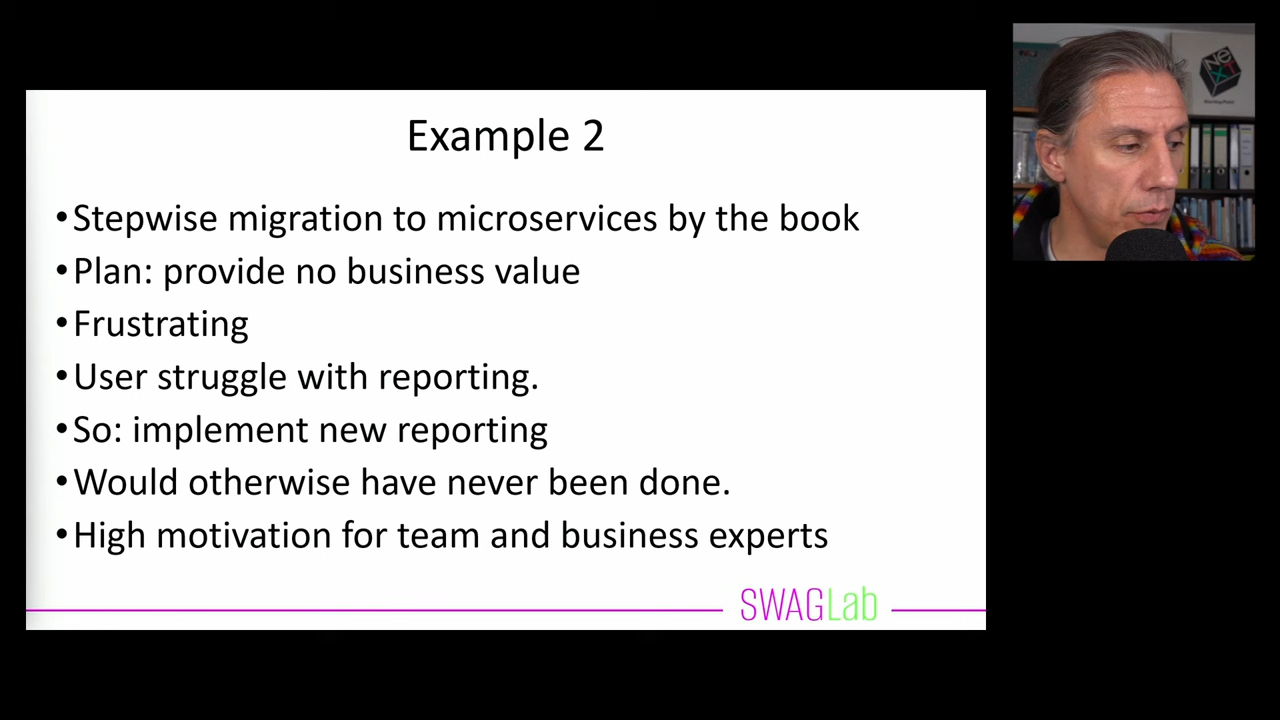 Example 2
•Stepwise migration to microservices by the book
•Plan: provide no business value
•Frustrating
•User struggle with reporting.
•So: implement new reporting
•Would otherwise have never been done.
•High motivation for team and business experts
SWAGLab
NeXT